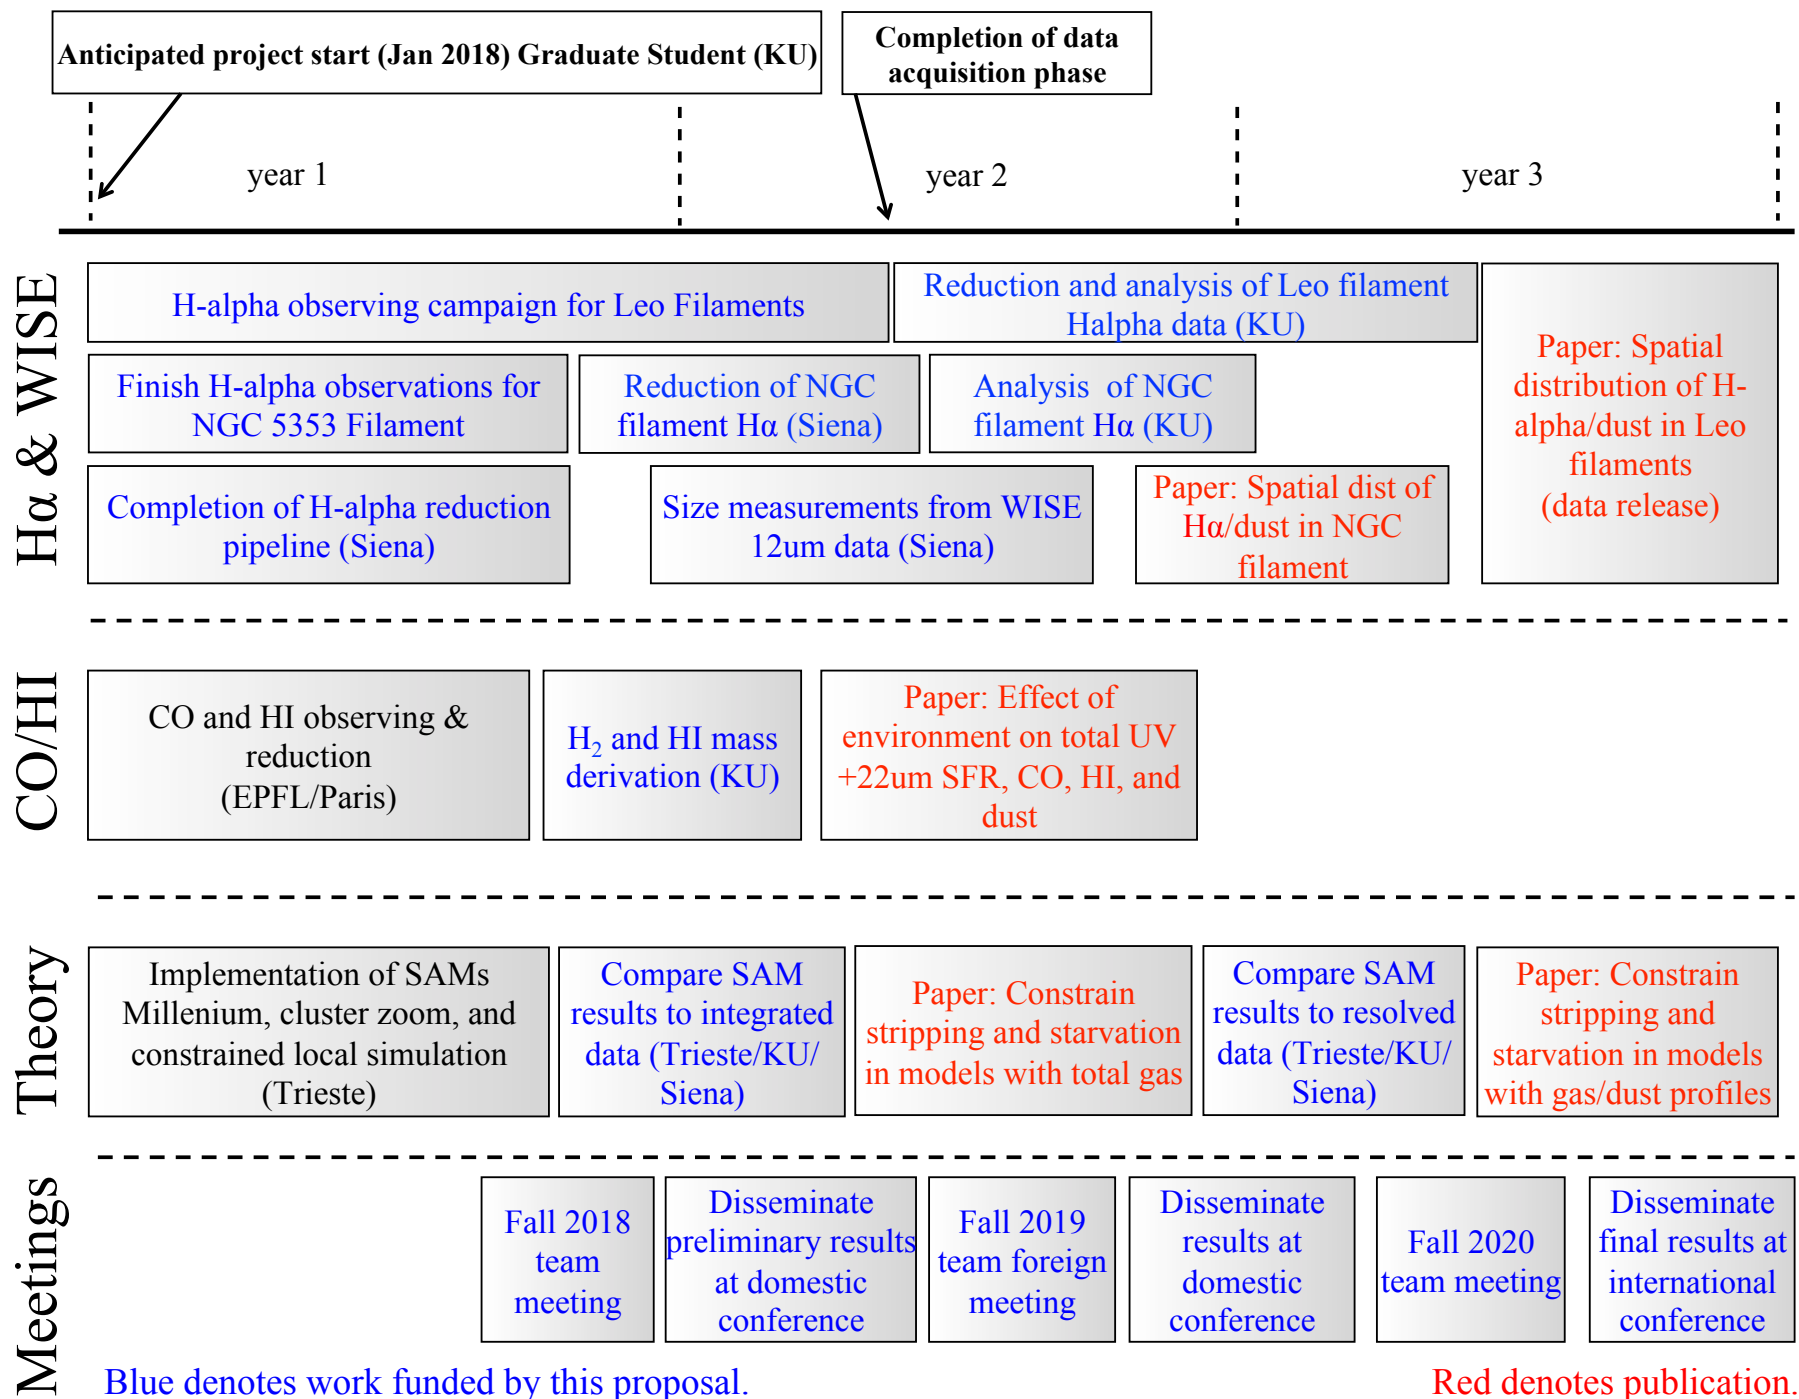 Anticipated project start (Jan 2018) Graduate Student (KU)
Completion of data
acquisition phase
year 1
year 2
year 3
Hα & WISE
H-alpha observing campaign for Leo Filaments
Reduction and analysis of Leo filament
Halpha data (KU)
Paper: Spatial
distribution of H-
alpha/dust in Leo
filaments
(data release)
Finish H-alpha observations for
NGC 5353 Filament
Reduction of NGC
filament Hα (Siena)
Analysis  of NGC
filament Hα (KU)
Completion of H-alpha reduction
pipeline (Siena)
Size measurements from WISE
12um data (Siena)
Paper: Spatial dist of
Hα/dust in NGC
filament
CO/HI
CO and HI observing &
reduction
(EPFL/Paris)
H₂ and HI mass
derivation (KU)
Paper: Effect of
environment on total UV
+22um SFR, CO, HI, and
dust
Theory
Implementation of SAMs
Millenium, cluster zoom, and
constrained local simulation
(Trieste)
Compare SAM
results to integrated
data (Trieste/KU/
Siena)
Paper: Constrain
stripping and starvation
in models with total gas
Compare SAM
results to resolved
data (Trieste/KU/
Siena)
Paper: Constrain
stripping and
starvation in models
with gas/dust profiles
Meetings
Fall 2018
team
meeting
Disseminate
preliminary results
at domestic
conference
Fall 2019
team foreign
meeting
Disseminate
results at
domestic
conference
Fall 2020
team meeting
Disseminate
final results at
international
conference
Blue denotes work funded by this proposal.
Red denotes publication.